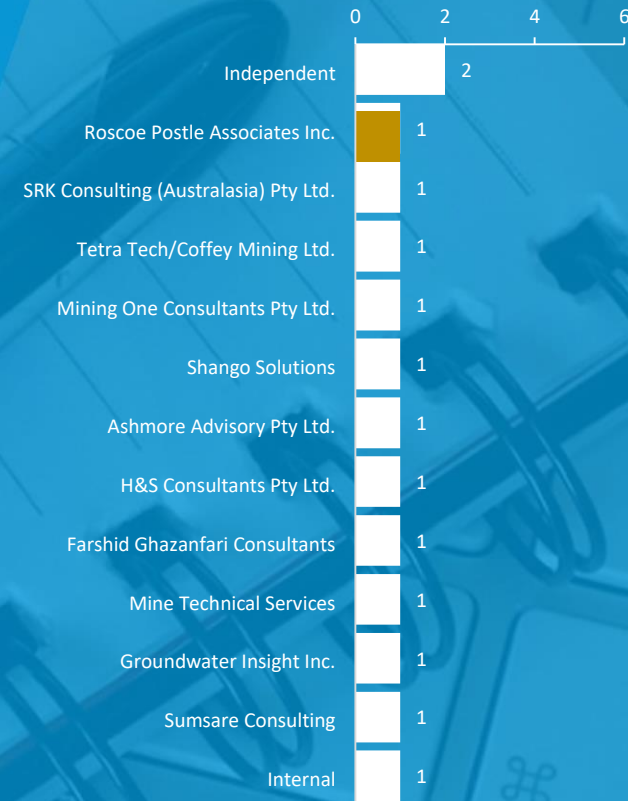 0 2 4 6
Independent 2
Roscoe Postle Associates Inc. 1
SRK Consulting (Australasia) Pty Ltd. 1
Tetra Tech/Coffey Mining Ltd. 1
Mining One Consultants Pty Ltd. 1
Shango Solutions 1
Ashmore Advisory Pty Ltd. 1
H&S Consultants Pty Ltd. 1
Farshid Ghazanfari Consultants 1
Mine Technical Services 1
Groundwater Insight Inc. 1
Sumsare Consulting 1
Internal 1